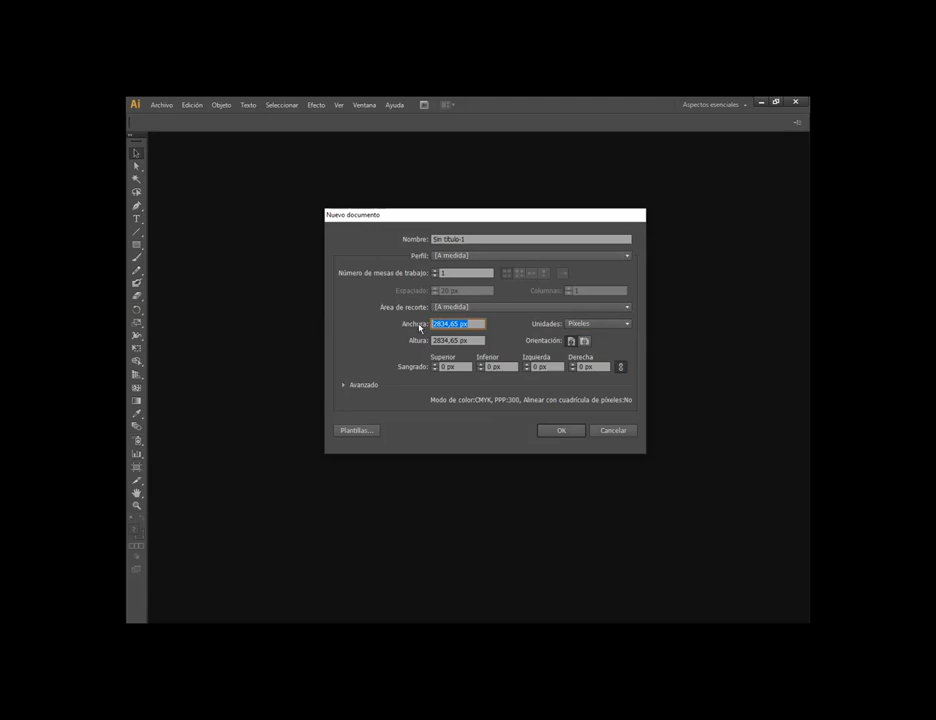 Ai Archivo Edición Objeto Texto Seleccionar Efecto Ver Ventana Ayuda Aspectos esenciales
Nuevo documento
Nombre: Sin título-1
Perfil: [A medida]
Número de mesas de trabajo: 1
Espaciado: 20 px Columnas: 1
Área de recorte: [A medida]
Anchura: 2834,65 px Unidades: Píxeles
Altura: 2834,65 px Orientación:
Superior Inferior Izquierda Derecha
Sangrado: 0 px 0 px 0 px 0 px
Avanzado
Modo de color:CMYK, PPP:300, Alinear con cuadrícula de píxeles:No
Plantillas... OK Cancelar